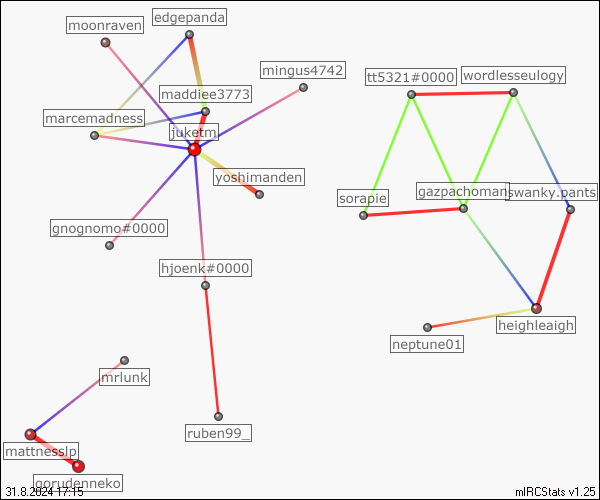 edgepanda
moonraven
mingus4742
tt5321#0000
wordlesseulogy
maddiee3773
marcemadness
juketm
yoshimanden
sorapie
gazpachoman
swanky.pants
gnognomo#0000
hjoenk#0000
heighleaigh
neptune01
mrlunk
ruben99_
mattnesslp
gorudenneko
31.8.2024 17:15
mIRCStats v1.25